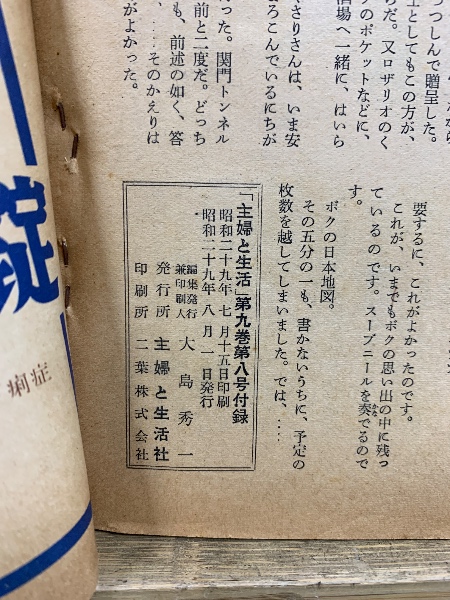 つつしんで贈呈した。
士としてもこの方が、
らだ。又ロザリオのく
のポケットなどに、
酒場へ一緒に、はいら
やさりさんは、いま安
ろこんでいるにちが
った。関門トンネル
前と二度だ。どっち
も、前述の如く、答
……そのかえりは
がよかった。
要するに、これがよかったのです。
これが、いまでもボクの思い出の中に残っ
ているのです。スーブニールを奏でるので
かな
す。
ボクの日本地図。
その五分の一も、書かないうちに、予定の
枚数を越してしまいました。では、……
「主婦と生活」第九巻第八号付録
昭和二十九年七月十五日印刷
昭和二十九年八月一日発行
編集発行
兼印刷人 大島秀一
発行所 主婦と生活社
印刷所 二葉株式会社
錠
痢症